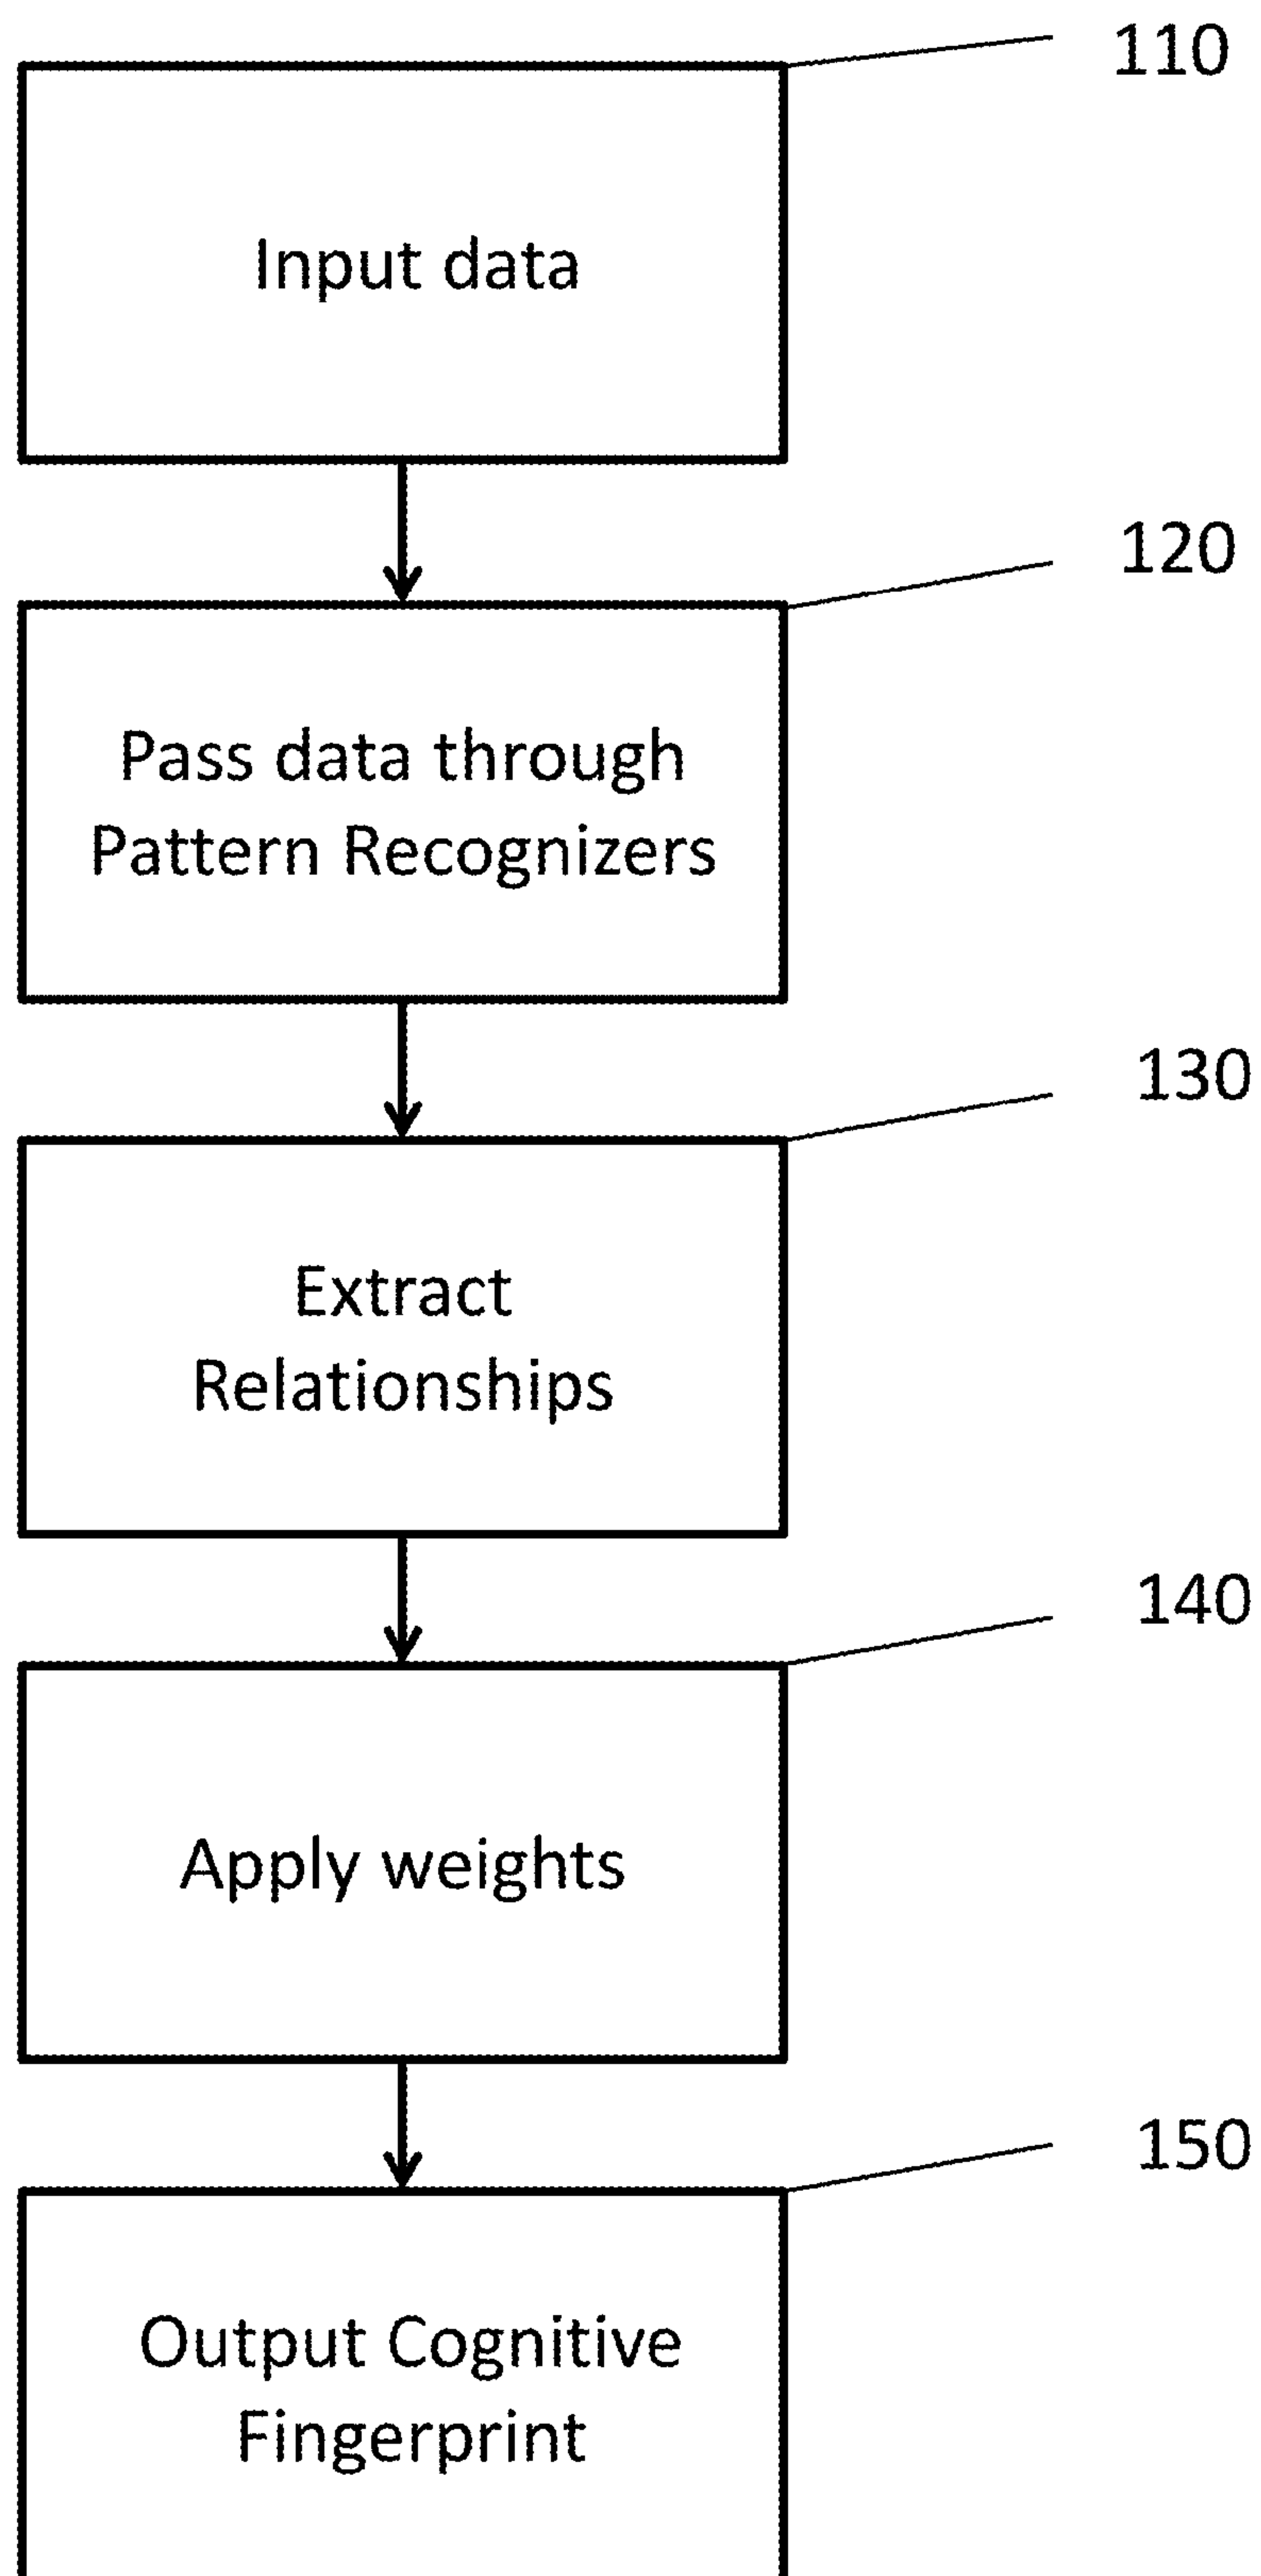 110
Input data
120
Pass data through
Pattern Recognizers
130
Extract
Relationships
140
Apply weights
150
Output Cognitive
Fingerprint